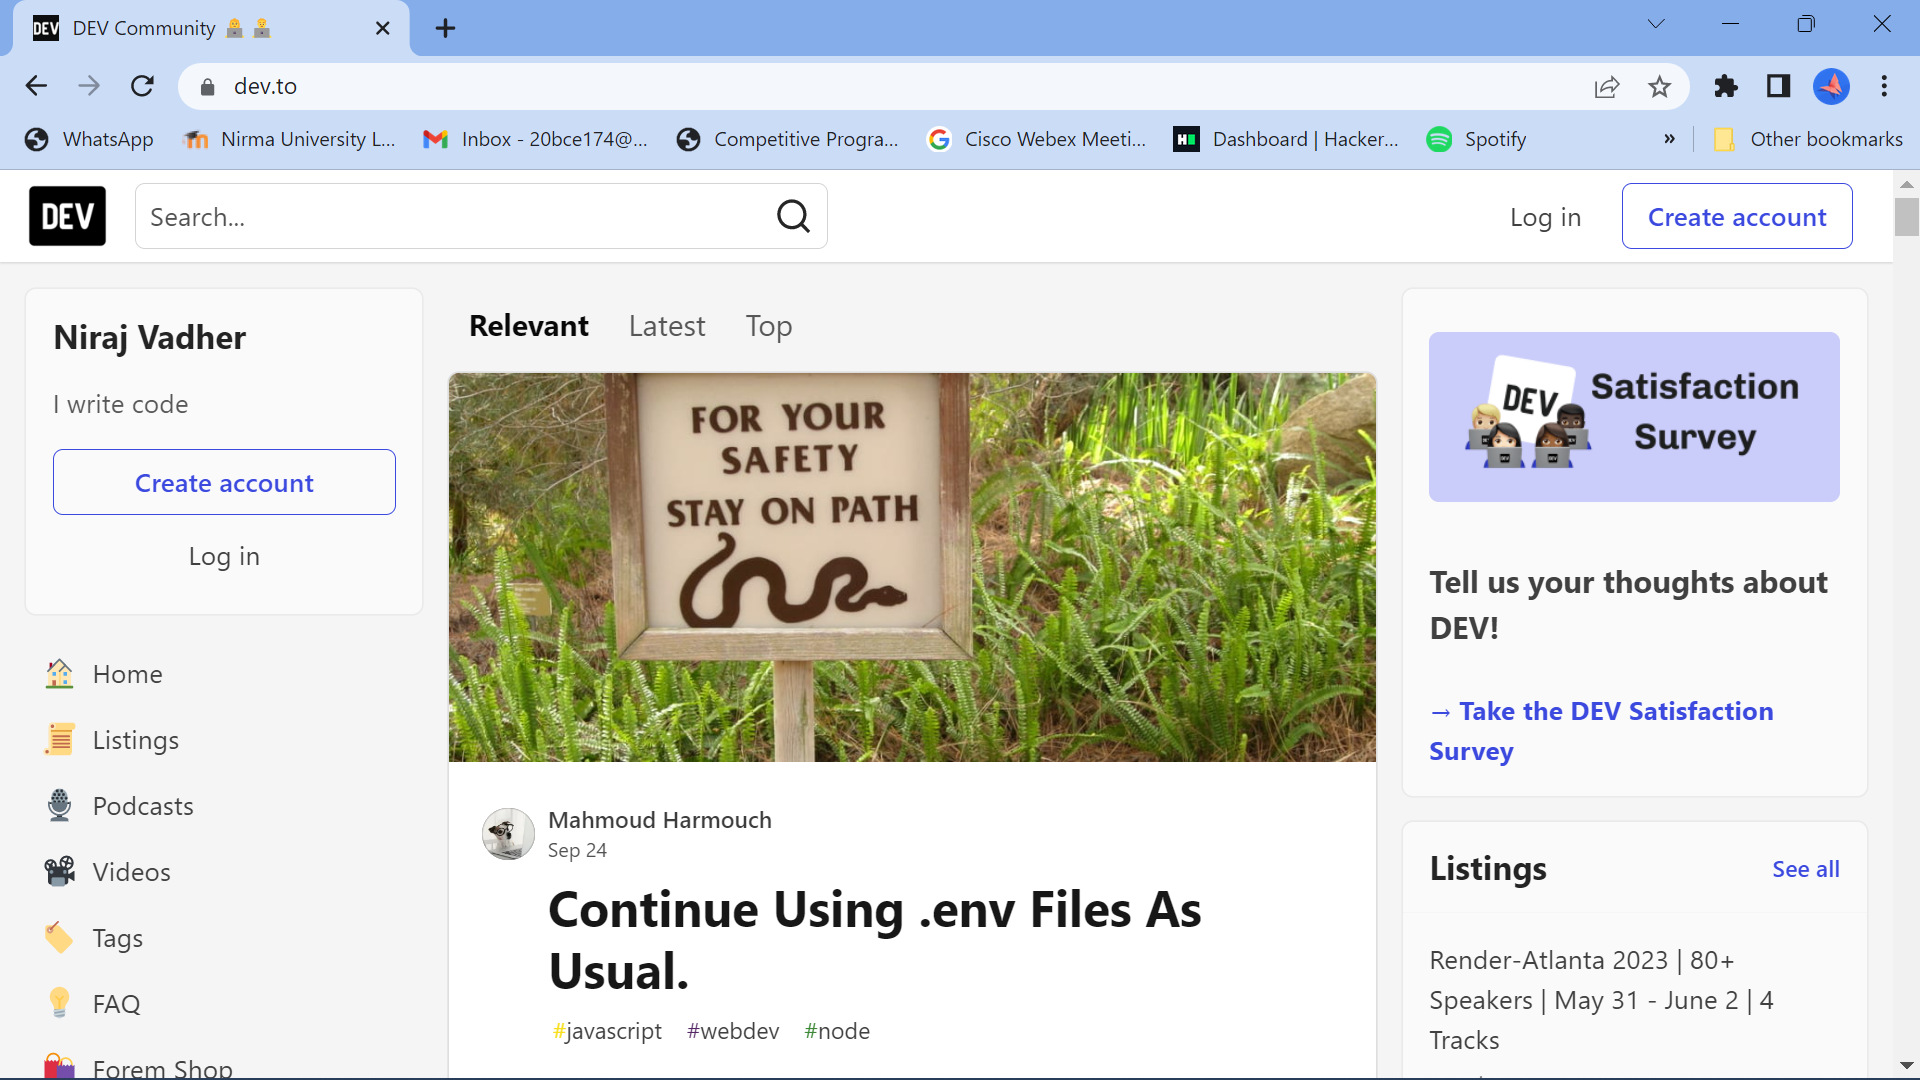 DEV DEV Community
dev.to
WhatsApp Nirma University L... Inbox - 20bce174@... Competitive Progra... Cisco Webex Meeti... Dashboard | Hacker... Spotify » Other bookmarks
DEV Search... Log in Create account
Niraj Vadher
I write code
Create account
Log in
Home
Listings
Podcasts
Videos
Tags
FAQ
Forem Shop
Relevant Latest Top
FOR YOUR
SAFETY
STAY ON PATH
Mahmoud Harmouch
Sep 24
Continue Using .env Files As
Usual.
#javascript #webdev #node
DEV
Satisfaction
Survey
Tell us your thoughts about
DEV!
→ Take the DEV Satisfaction
Survey
Listings See all
Render-Atlanta 2023 | 80+
Speakers | May 31 - June 2 | 4
Tracks